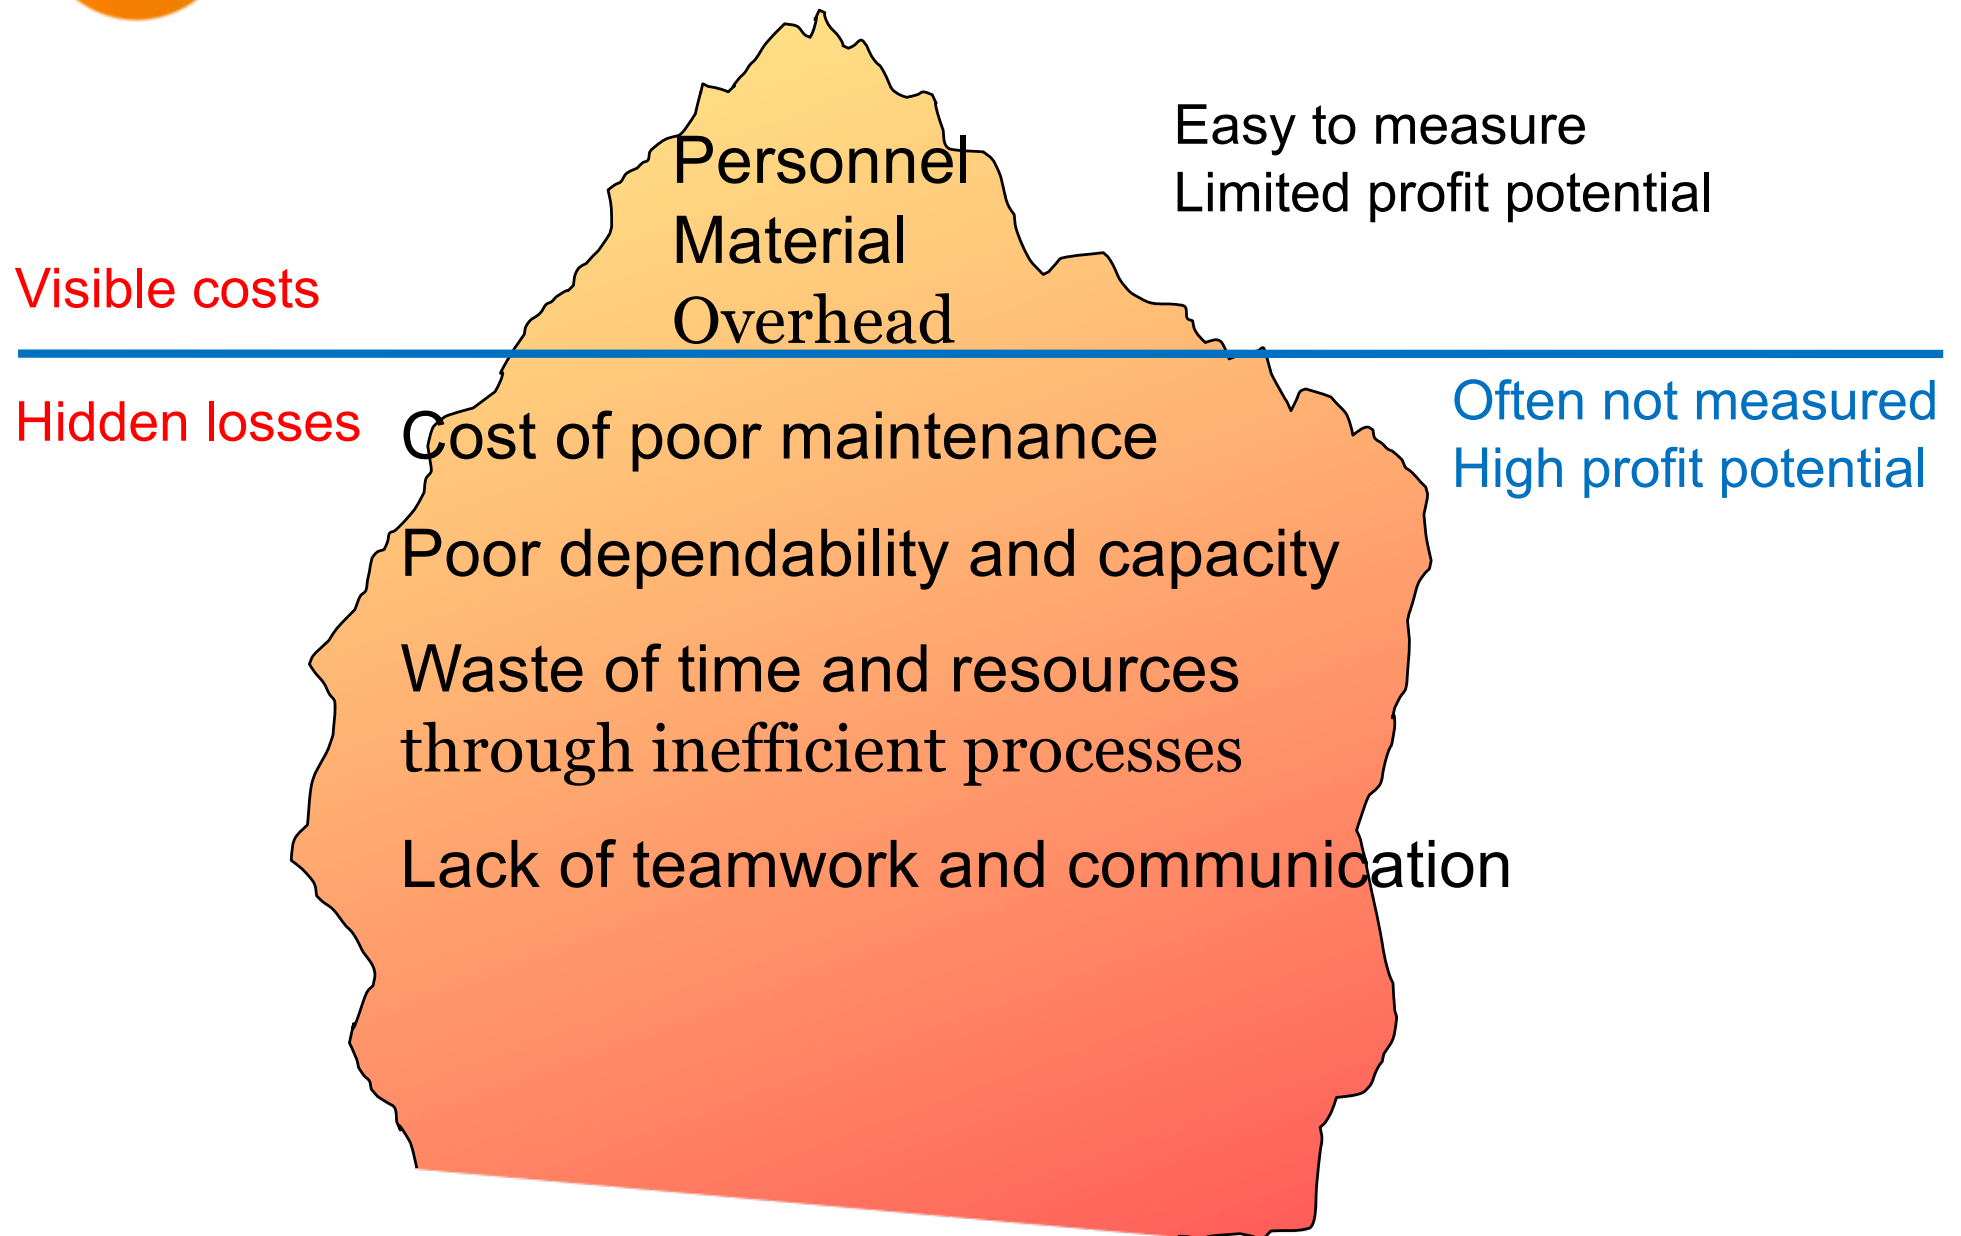 Easy to measure
Limited profit potential
Personnel
Material
Overhead
Visible costs
Hidden losses
Often not measured
High profit potential
Cost of poor maintenance
Poor dependability and capacity
Waste of time and resources
through inefficient processes
Lack of teamwork and communication